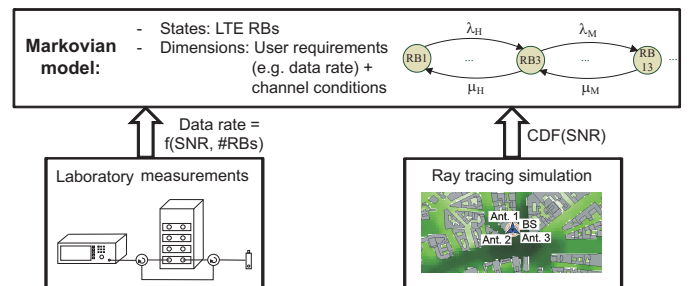 Markovian
model:
- States: LTE RBs
- Dimensions: User requirements
(e.g. data rate) +
channel conditions
λH
λM
RB1
...
RB3
...
RB
13
...
μH
μM
Data rate =
f(SNR, #RBs)
CDF(SNR)
Laboratory measurements
Ray tracing simulation
Ant. 1
BS
Ant. 2
Ant. 3